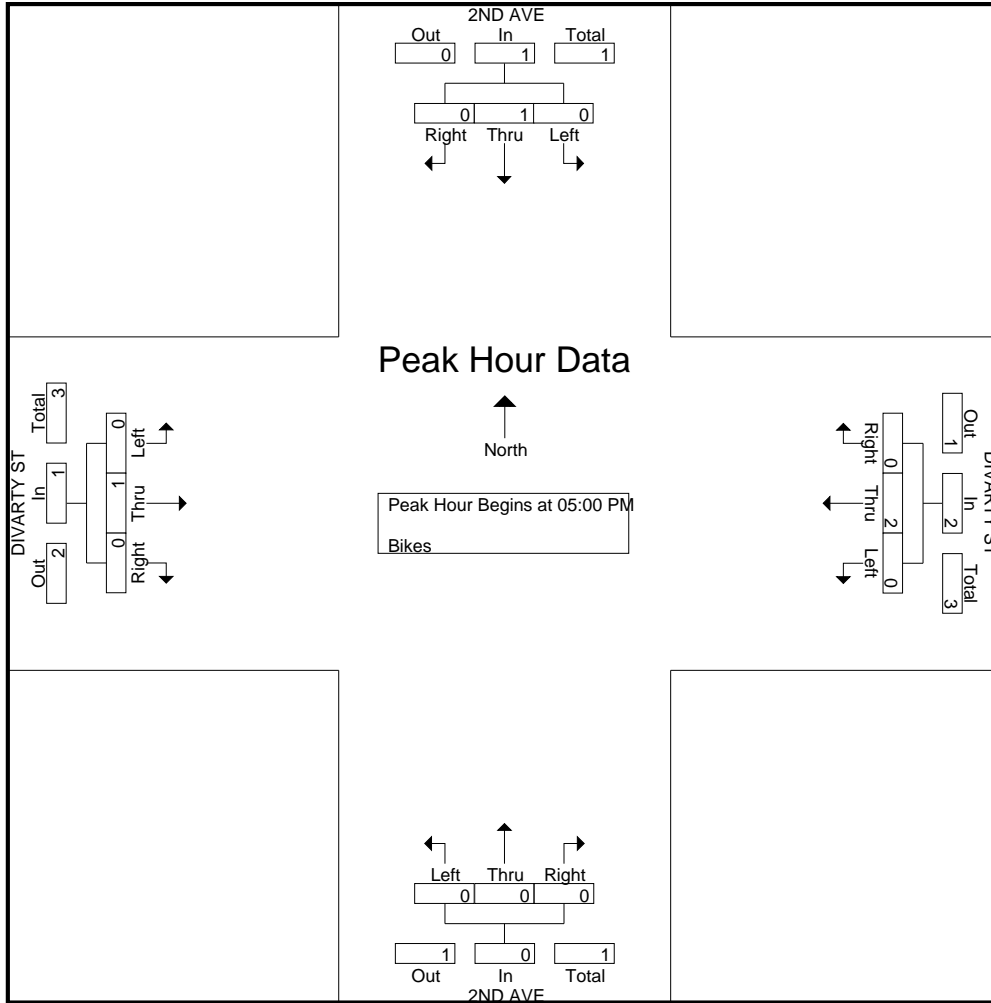 2ND AVE
Out In Total
0 1 1
0 1 0
Right Thru Left
Peak Hour Data
North
Peak Hour Begins at 05:00 PM
Bikes
DIVARTY ST
Out In Total
2 1 3
Right Thru Left
0 1 0
DIVARTY ST
Out In Total
1 2 3
Right Thru Left
0 2 0
Left Thru Right
0 0 0
1 0 1
Out In Total
2ND AVE